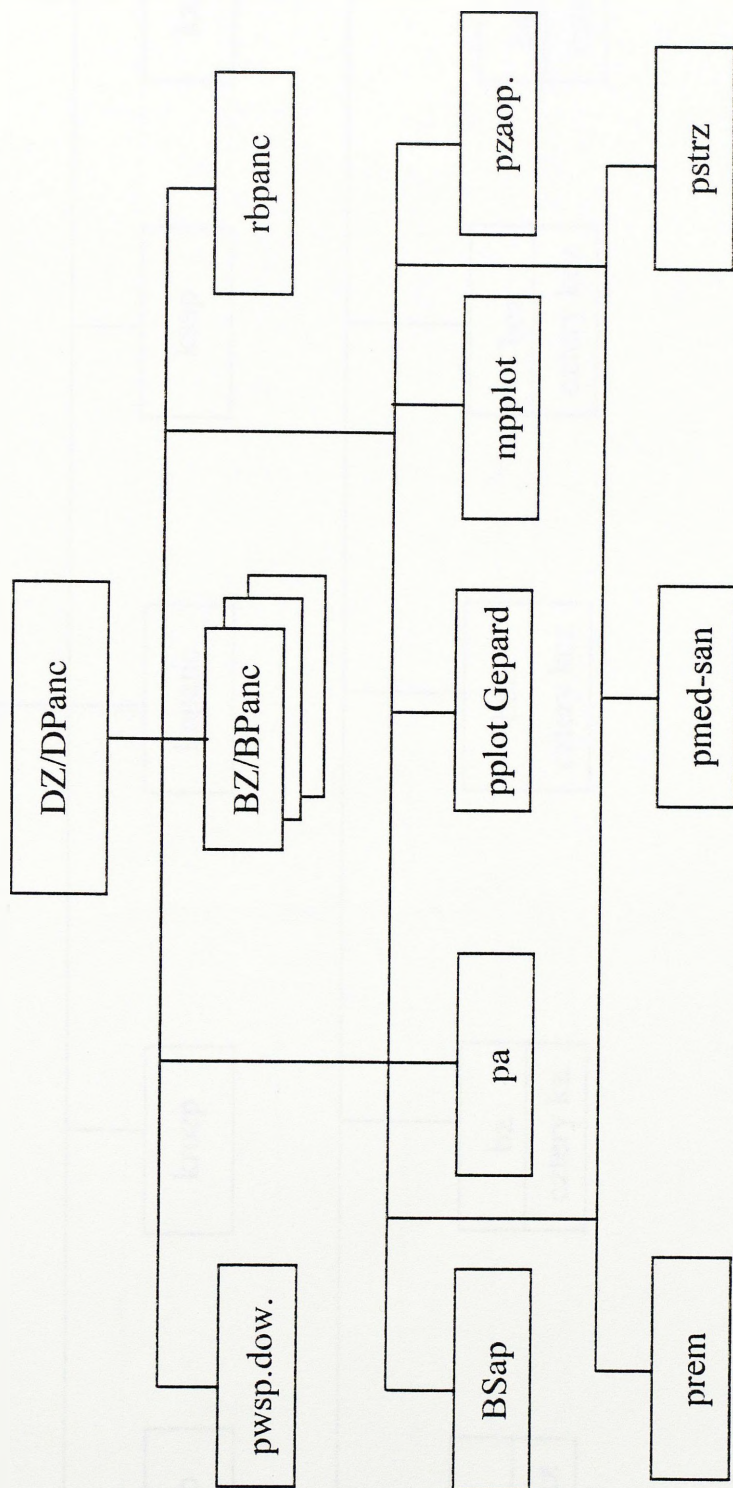 DZ/DPanc
pwsp.dow.
BZ/BPanc
rbpanc
BSap
pa
pplot Gepard
mpplot
pzaop.
prem
pmed-san
pstrz